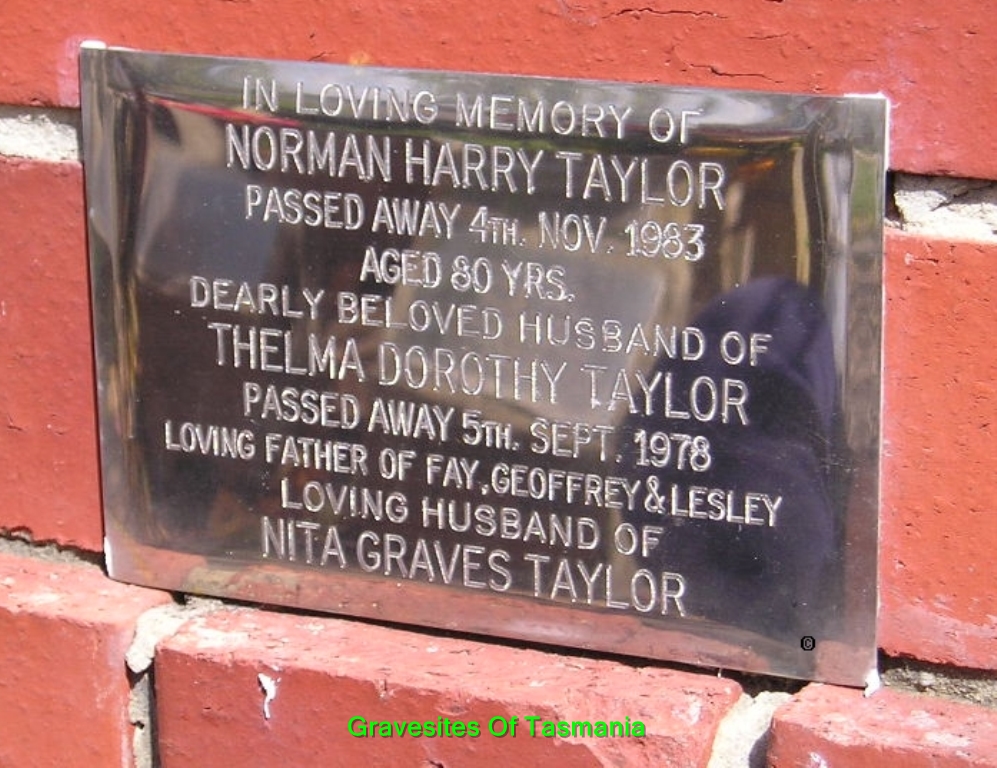 IN LOVING MEMORY OF
NORMAN HARRY TAYLOR
PASSED AWAY 4TH. NOV. 1983
AGED 80 YRS.
DEARLY BELOVED HUSBAND OF
THELMA DOROTHY TAYLOR
PASSED AWAY 5TH. SEPT. 1978
LOVING FATHER OF FAY, GEOFFREY & LESLEY
LOVING HUSBAND OF
NITA GRAVES TAYLOR
©
Gravesites Of Tasmania